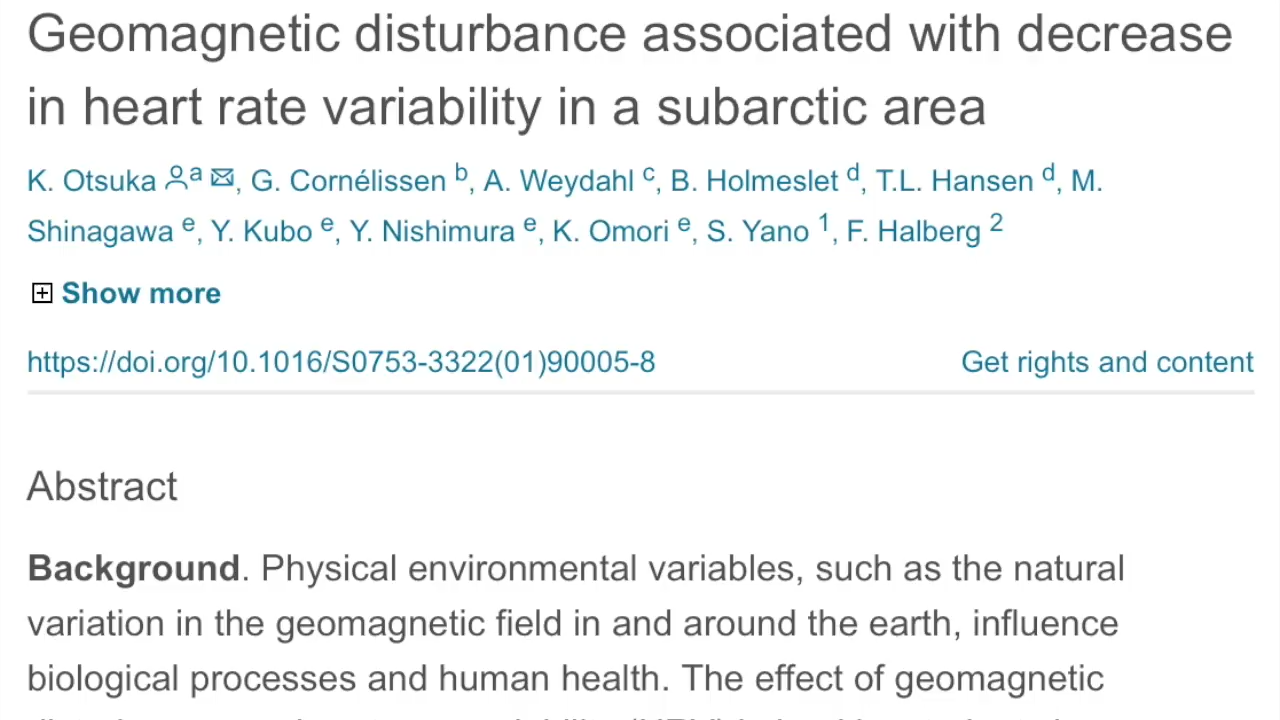 Geomagnetic disturbance associated with decrease
in heart rate variability in a subarctic area
K. Otsuka a, G. Cornélissen b, A. Weydahl c, B. Holmeslet d, T.L. Hansen d, M.
Shinagawa e, Y. Kubo e, Y. Nishimura e, K. Omori e, S. Yano 1, F. Halberg 2
Show more
https://doi.org/10.1016/S0753-3322(01)90005-8 Get rights and content
Abstract
Background. Physical environmental variables, such as the natural
variation in the geomagnetic field in and around the earth, influence
biological processes and human health. The effect of geomagnetic